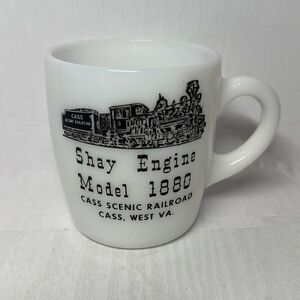 CASS
SCENIC RAILROAD
Shay Engine
Model 1880
CASS SCENIC RAILROAD
CASS, WEST VA.